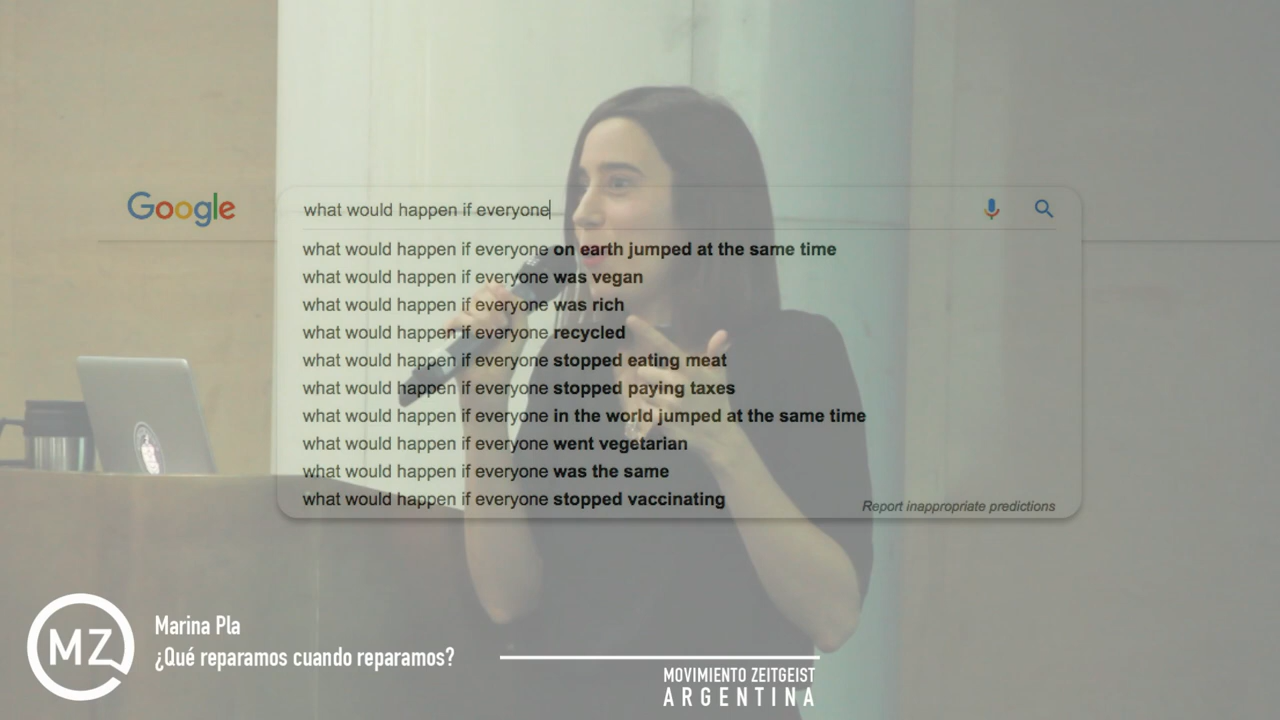 Google
what would happen if everyone
what would happen if everyone on earth jumped at the same time
what would happen if everyone was vegan
what would happen if everyone was rich
what would happen if everyone recycled
what would happen if everyone stopped eating meat
what would happen if everyone stopped paying taxes
what would happen if everyone in the world jumped at the same time
what would happen if everyone went vegetarian
what would happen if everyone was the same
what would happen if everyone stopped vaccinating
Report inappropriate predictions
MZ
Marina Pla
¿Qué reparamos cuando reparamos?
MOVIMIENTO ZEITGEIST
ARGENTINA